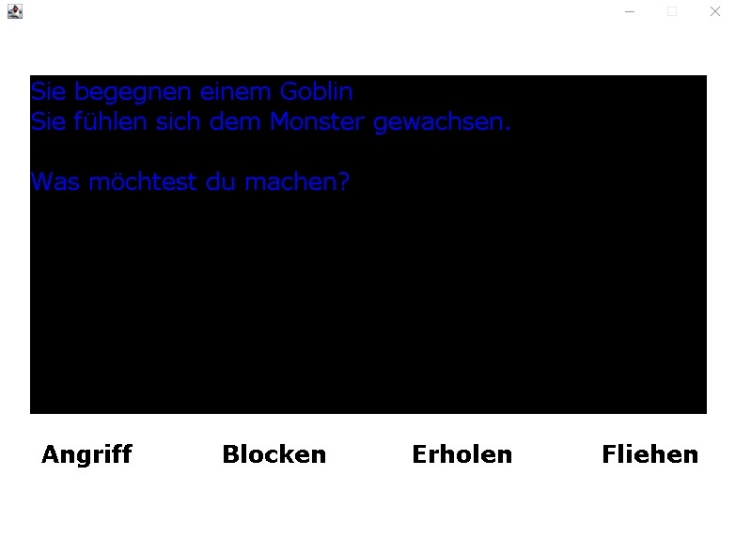 Sie begegnen einem Goblin
Sie fühlen sich dem Monster gewachsen.
Was möchtest du machen?
Angriff Blocken Erholen Fliehen